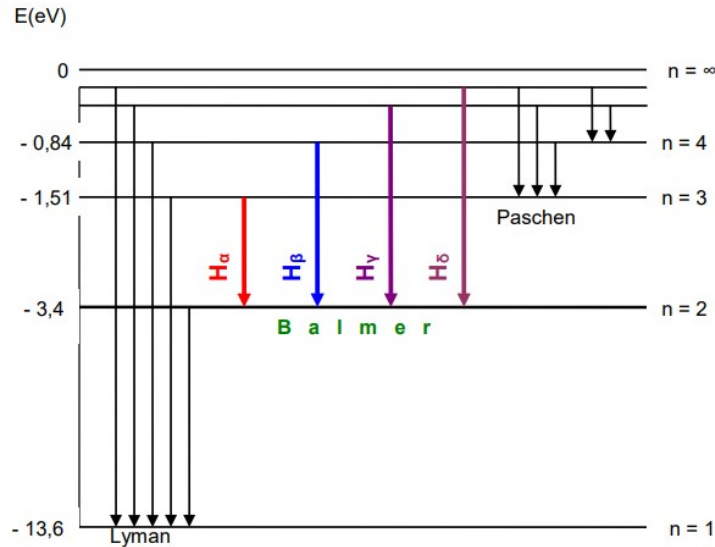 E(eV)
0 n = ∞
- 0,84 n = 4
- 1,51 n = 3
Paschen
Hα Hβ Hγ Hδ
- 3,4 n = 2
B a l m e r
- 13,6 n = 1
Lyman